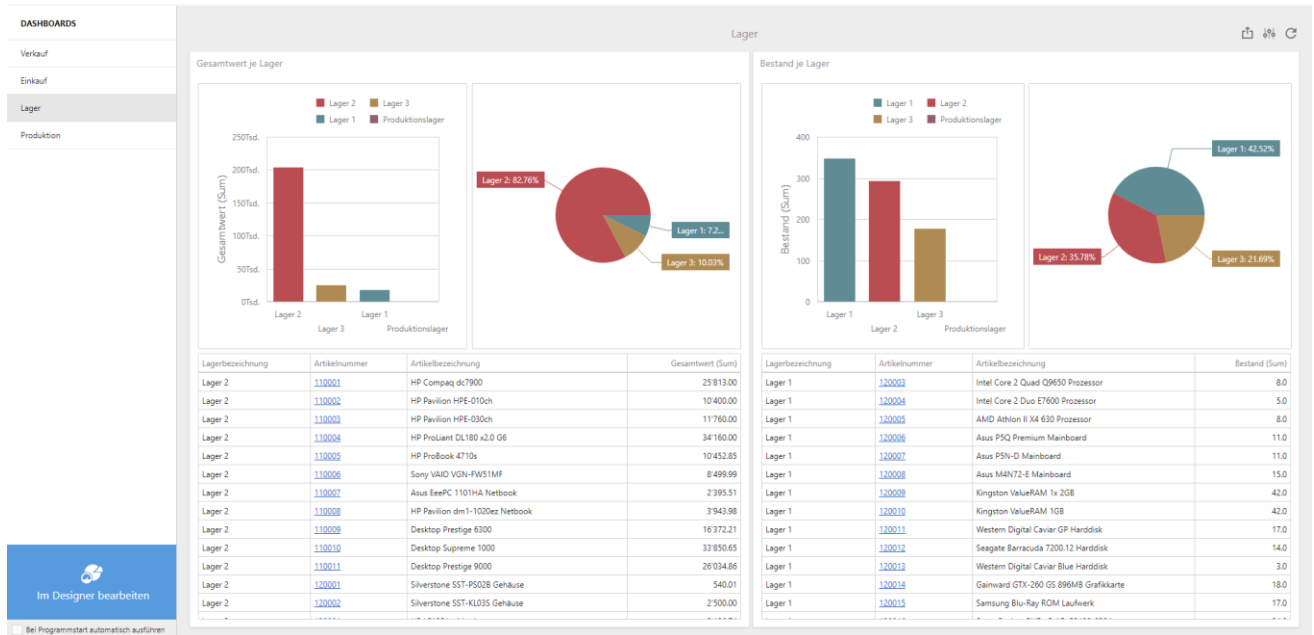 DASHBOARDS
Verkauf
Einkauf
Lager
Produktion
Im Designer bearbeiten
Bei Programmstart automatisch ausführen
Lager
Gesamtwert je Lager
Lager 2 Lager 3
Lager 1 Produktionslager
Gesamtwert (Sum)
250Tsd.
200Tsd.
150Tsd.
100Tsd.
50Tsd.
0Tsd.
Lager 2 Lager 1
Lager 3 Produktionslager
Lager 2: 82.76%
Lager 1: 7.2...
Lager 3: 10.03%
Lagerbezeichnung Artikelnummer Artikelbezeichnung Gesamtwert (Sum)
Lager 2 110001 HP Compaq dc7900 25'813.00
Lager 2 110002 HP Pavilion HPE-010ch 10'400.00
Lager 2 110003 HP Pavilion HPE-030ch 11'760.00
Lager 2 110004 HP ProLiant DL180 x2.0 G6 34'160.00
Lager 2 110005 HP ProBook 4710s 10'452.85
Lager 2 110006 Sony VAIO VGN-FW51MF 8'499.99
Lager 2 110007 Asus EeePC 1101HA Netbook 2'395.51
Lager 2 110008 HP Pavilion dm1-1020ez Netbook 3'943.98
Lager 2 110009 Desktop Prestige 6300 16'372.21
Lager 2 110010 Desktop Supreme 1000 33'850.65
Lager 2 110011 Desktop Prestige 9000 26'034.86
Lager 2 120001 Silverstone SST-PS02B Gehäuse 540.01
Lager 2 120002 Silverstone SST-KL03S Gehäuse 2'500.00
Bestand je Lager
Lager 1 Lager 2
Lager 3 Produktionslager
Bestand (Sum)
400
300
200
100
0
Lager 1 Lager 3
Lager 2 Produktionslager
Lager 1: 42.52%
Lager 2: 35.78%
Lager 3: 21.69%
Lagerbezeichnung Artikelnummer Artikelbezeichnung Bestand (Sum)
Lager 1 120003 Intel Core 2 Quad Q9650 Prozessor 8.0
Lager 1 120004 Intel Core 2 Duo E7600 Prozessor 5.0
Lager 1 120005 AMD Athlon II X4 630 Prozessor 8.0
Lager 1 120006 Asus P5Q Premium Mainboard 11.0
Lager 1 120007 Asus P5N-D Mainboard 11.0
Lager 1 120008 Asus M4N72-E Mainboard 15.0
Lager 1 120009 Kingston ValueRAM 1x 2GB 42.0
Lager 1 120010 Kingston ValueRAM 1GB 42.0
Lager 1 120011 Western Digital Caviar GP Harddisk 17.0
Lager 1 120012 Seagate Barracuda 7200.12 Harddisk 14.0
Lager 1 120013 Western Digital Caviar Blue Harddisk 3.0
Lager 1 120014 Gainward GTX-260 GS 896MB Grafikkarte 18.0
Lager 1 120015 Samsung Blu-Ray ROM Laufwerk 17.0